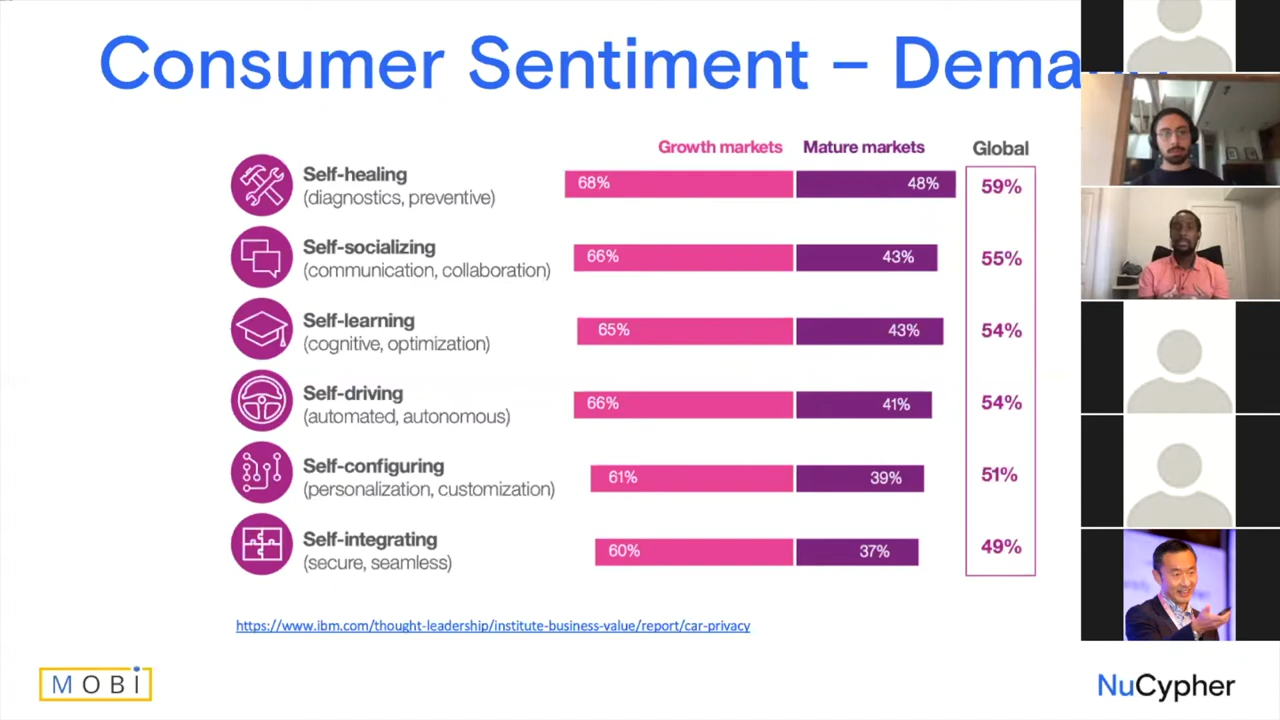 Consumer Sentiment – Dema
Growth markets Mature markets Global
Self-healing
(diagnostics, preventive)
68% 48% 59%
Self-socializing
(communication, collaboration)
66% 43% 55%
Self-learning
(cognitive, optimization)
65% 43% 54%
Self-driving
(automated, autonomous)
66% 41% 54%
Self-configuring
(personalization, customization)
61% 39% 51%
Self-integrating
(secure, seamless)
60% 37% 49%
https://www.ibm.com/thought-leadership/institute-business-value/report/car-privacy
MOBI
NuCypher